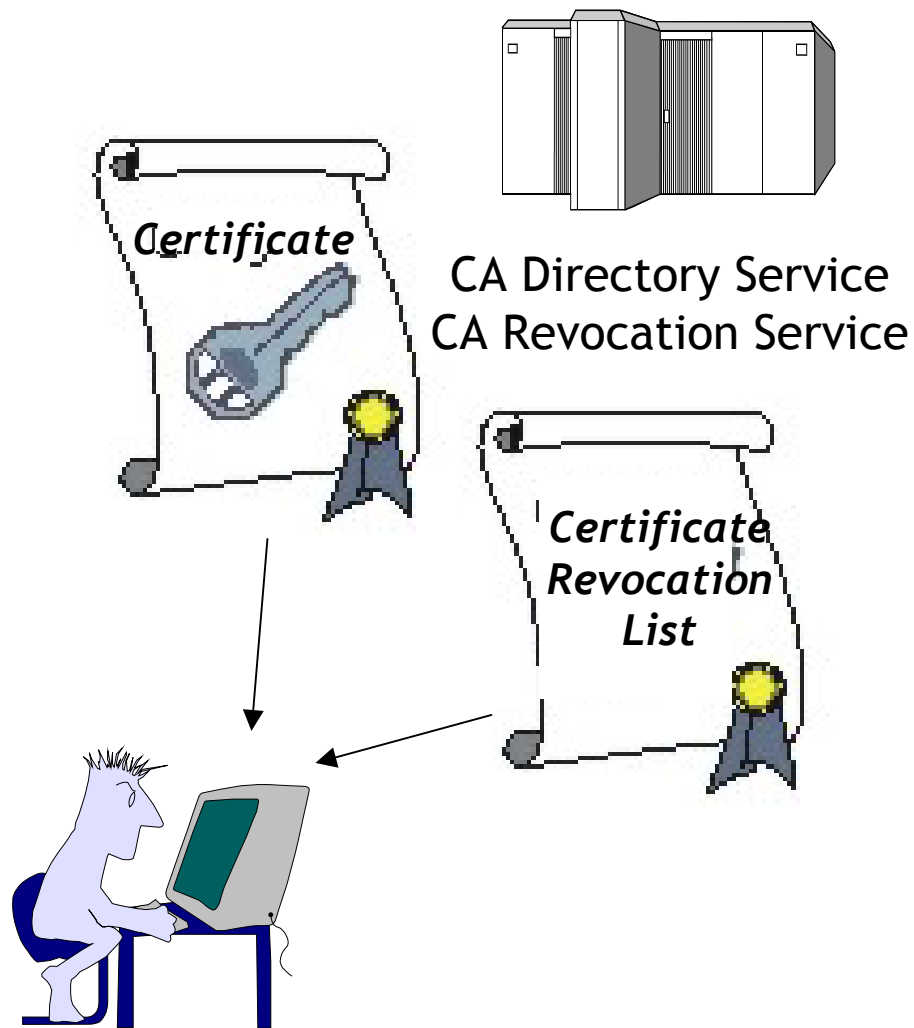 Certificate
CA Directory Service
CA Revocation Service
Certificate
Revocation
List